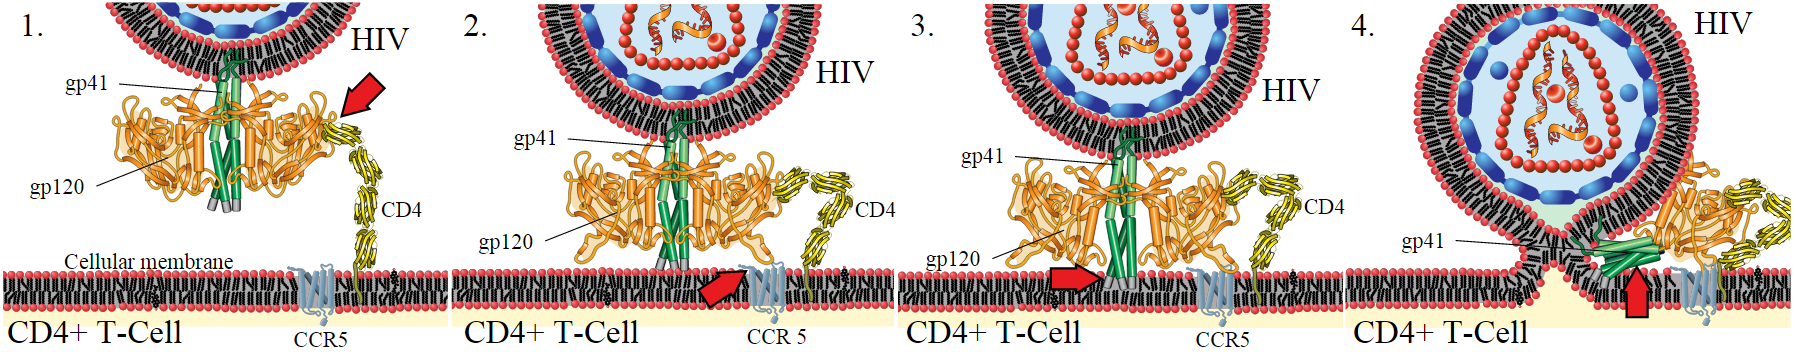 1.
HIV
gp41
gp120
CD4
Cellular membrane
CD4+ T-Cell
CCR5
2.
HIV
gp41
CD4
gp120
CD4+ T-Cell
CCR 5
3.
HIV
gp41
CD4
gp120
CD4+ T-Cell
CCR5
4.
HIV
gp41
CD4+ T-Cell